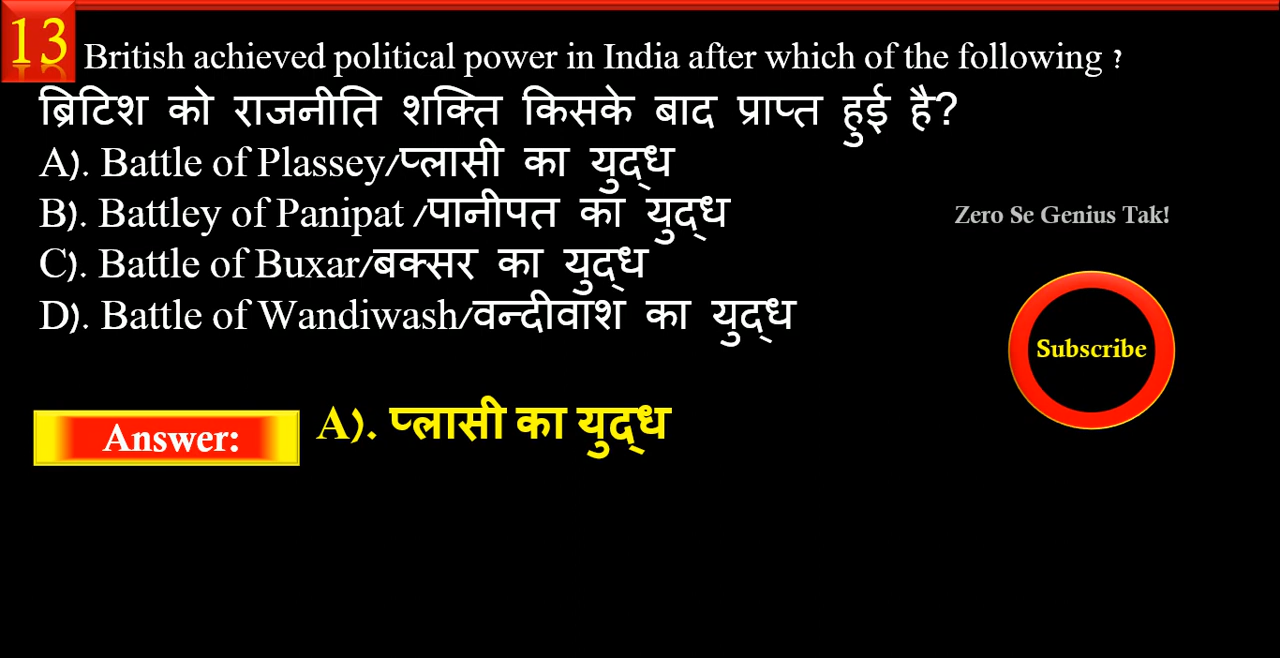 13
British achieved political power in India after which of the following ?
ब्रिटिश को राजनीति शक्ति किसके बाद प्राप्त हुई है?
A). Battle of Plassey/प्लासी का युद्ध
B). Battley of Panipat /पानीपत का युद्ध
Zero Se Genius Tak!
C). Battle of Buxar/बक्सर का युद्ध
D). Battle of Wandiwash/वन्दीवाश का युद्ध
Subscribe
Answer: A). प्लासी का युद्ध